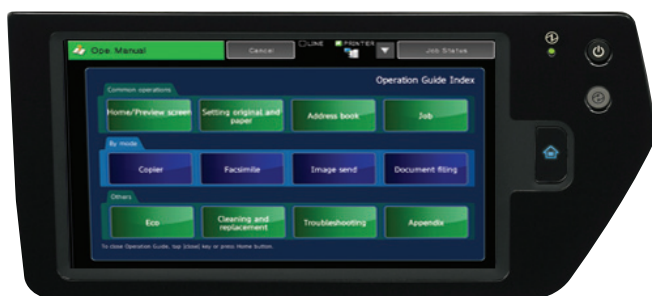 Ope. Manual Cancel LINE PRINTER Job Status
Operation Guide Index
Common operations
Home/Preview screen Setting original and paper Address book Job
By mode
Copier Facsimile Image send Document filing
Others
Eco Cleaning and replacement Troubleshooting Appendix
To close Operation Guide, tap [close] key or press Home button.